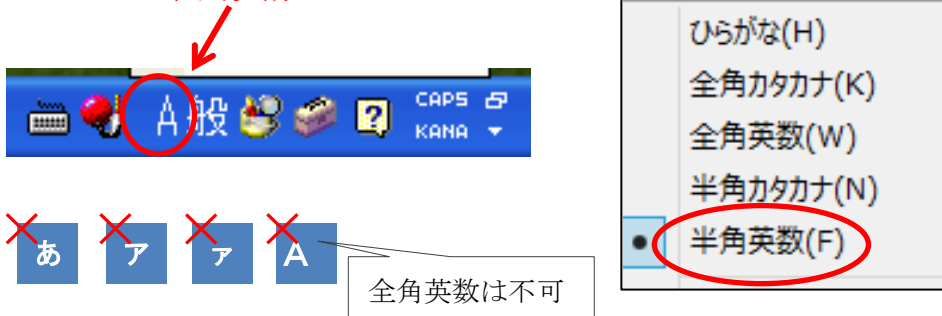 A 般 CAPS
KANA
あ ア ァ A
全角英数は不可
ひらがな(H)
全角カタカナ(K)
全角英数(W)
半角カタカナ(N)
半角英数(F)